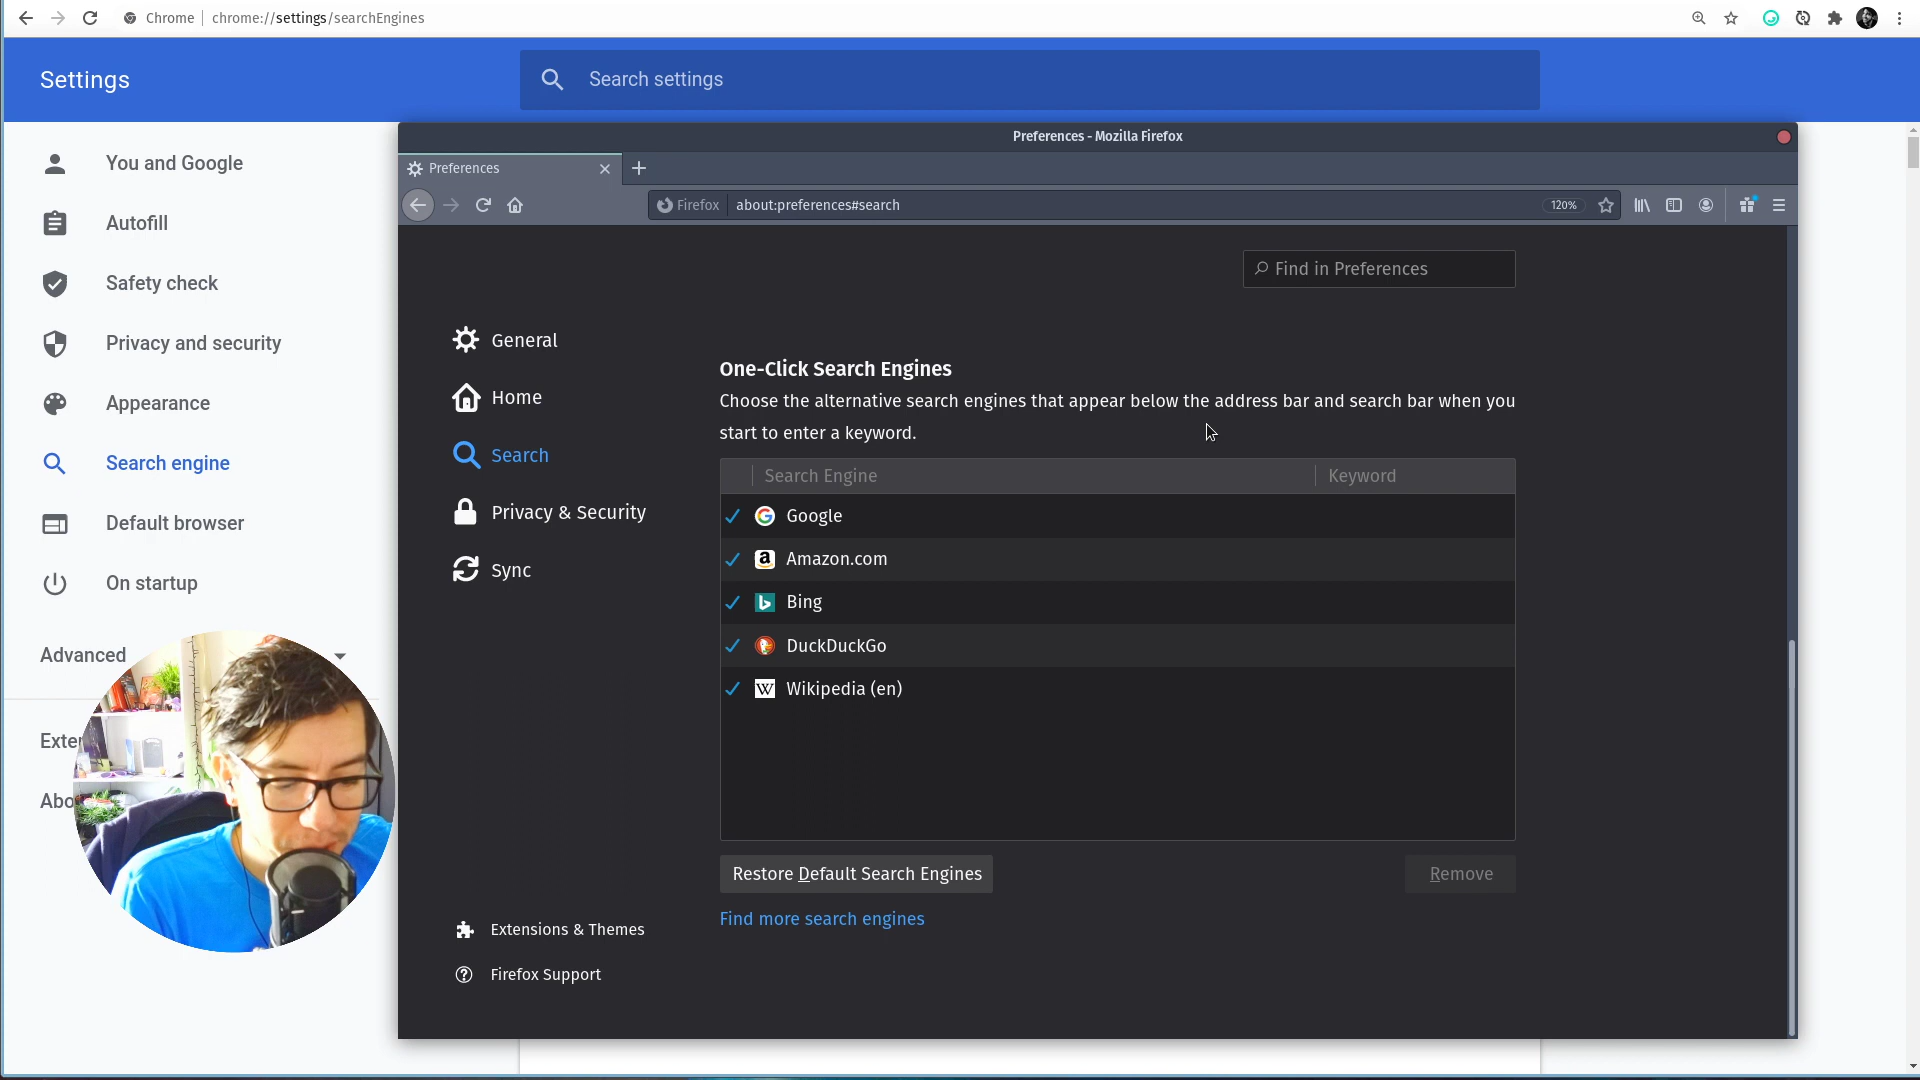 Chrome
chrome://settings/searchEngines
Settings
Search settings
You and Google
Autofill
Safety check
Privacy and security
Appearance
Search engine
Default browser
On startup
Advanced
Exte
Abo
Preferences - Mozilla Firefox
Preferences
Firefox
about:preferences#search
120%
Find in Preferences
General
Home
Search
Privacy & Security
Sync
Extensions & Themes
Firefox Support
One-Click Search Engines
Choose the alternative search engines that appear below the address bar and search bar when you
start to enter a keyword.
Search Engine Keyword
Google
Amazon.com
Bing
DuckDuckGo
Wikipedia (en)
Restore Default Search Engines
Remove
Find more search engines